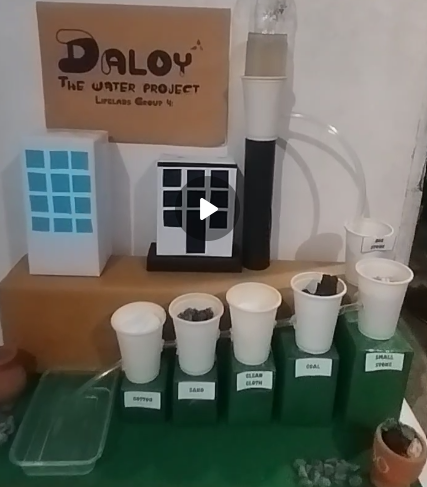 DALOY
THE WATER PROJECT
LIFELABS GROUP 4
BIG
STONE
COTTON
SAND
CLEAN
CLOTH
COAL
SMALL
STONE